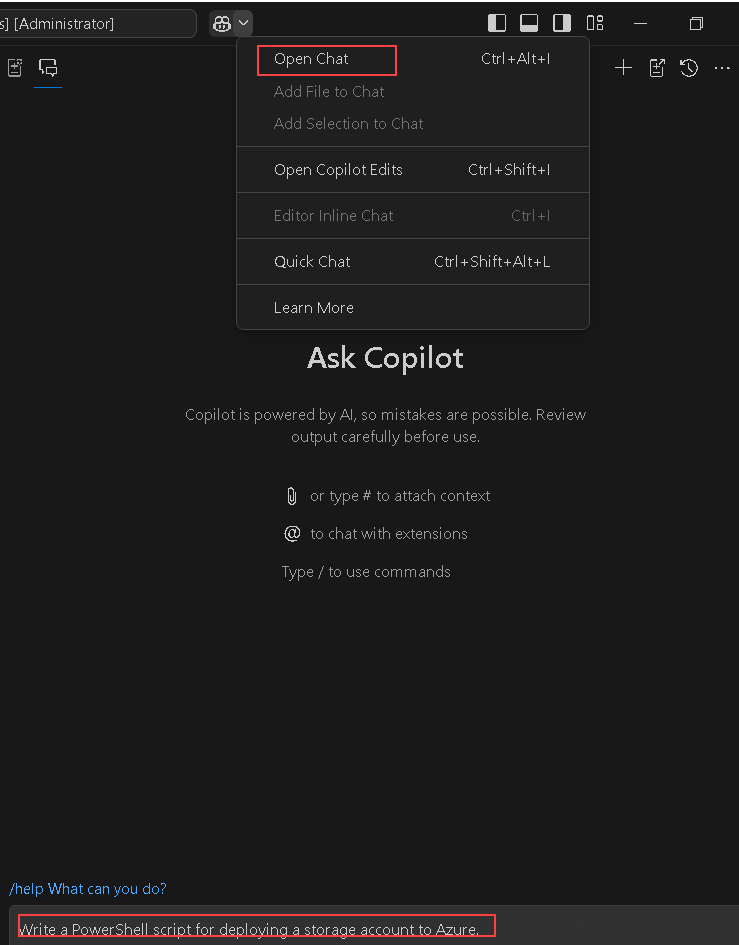 s] [Administrator]
Open Chat Ctrl+Alt+I
Add File to Chat
Add Selection to Chat
Open Copilot Edits Ctrl+Shift+I
Editor Inline Chat Ctrl+I
Quick Chat Ctrl+Shift+Alt+L
Learn More
Ask Copilot
Copilot is powered by AI, so mistakes are possible. Review
output carefully before use.
or type # to attach context
@ to chat with extensions
Type / to use commands
/help What can you do?
Write a PowerShell script for deploying a storage account to Azure.